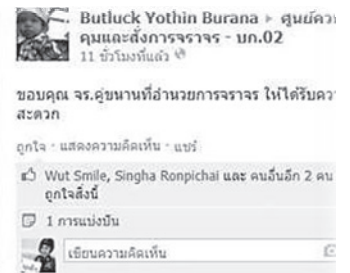 Butluck Yothin Burana ▸ ศูนย์ควา
คุมและสั่งการจราจร - บก.02
11 ชั่วโมงที่แล้ว
ขอบคุณ จร.คู่ขนานที่อำนวยการจราจร ให้ได้รับควา
สะดวก
ถูกใจ · แสดงความคิดเห็น · แชร์
Wut Smile, Singha Ronpichai และ คนอื่นอีก 2 คน
ถูกใจสิ่งนี้
1 การแบ่งปัน
เขียนความคิดเห็น